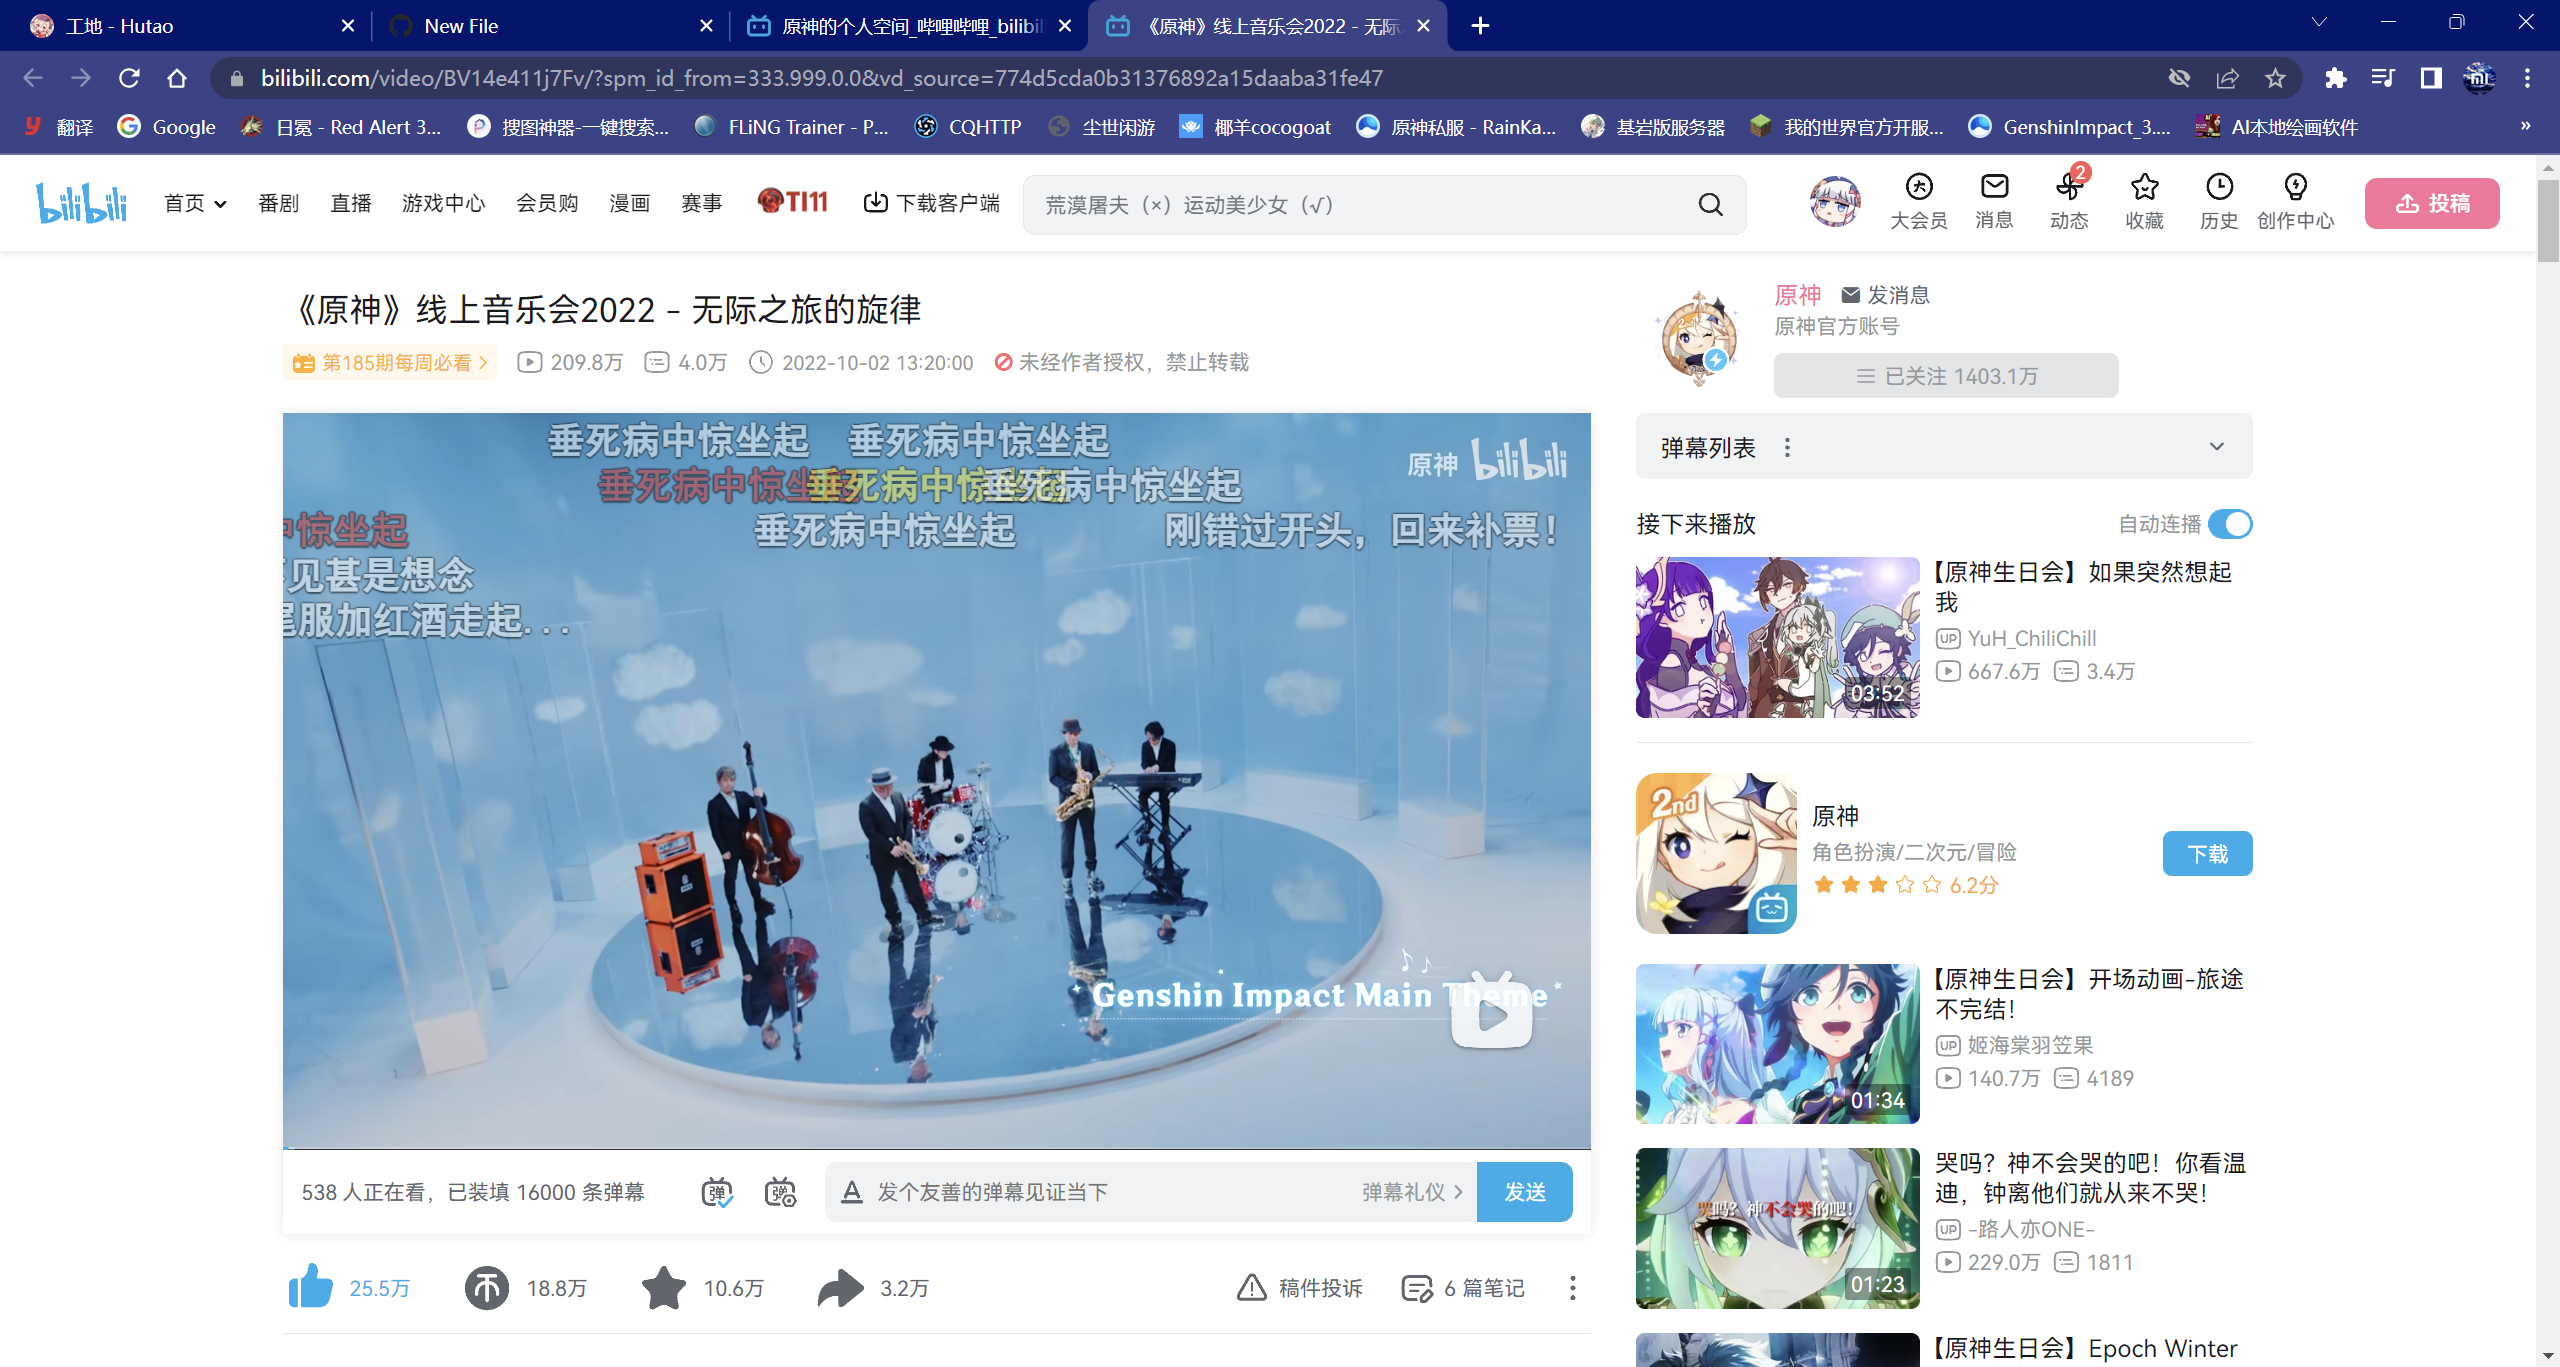 工地 - Hutao
New File
原神的个人空间_哔哩哔哩_bilibili
《原神》线上音乐会2022 - 无际
bilibili.com/video/BV14e411j7Fv/?spm_id_from=333.999.0.0&vd_source=774d5cda0b31376892a15daaba31fe47
翻译
Google
日冕 - Red Alert 3...
搜图神器-一键搜索...
FLiNG Trainer - P...
CQHTTP
尘世闲游
椰羊cocogoat
原神私服 - RainKa...
基岩版服务器
我的世界官方开服...
GenshinImpact_3....
AI本地绘画软件
»
bilibili
首页
番剧
直播
游戏中心
会员购
漫画
赛事
TI11
下载客户端
荒漠屠夫（×）运动美少女（√）
大会员
消息
2
动态
收藏
历史
创作中心
投稿
《原神》线上音乐会2022 - 无际之旅的旋律
第185期每周必看 >
209.8万
4.0万
2022-10-02 13:20:00
未经作者授权，禁止转载
原神
发消息
原神官方账号
已关注 1403.1万
垂死病中惊坐起
垂死病中惊坐起
原神 bilibili
垂死病中惊坐起
垂死病中惊坐起
垂死病中惊坐起
中惊坐起
垂死病中惊坐起
刚错过开头，回来补票！
见甚是想念
尾服加红酒走起...
Genshin Impact Main Theme
弹幕列表
接下来播放
自动连播
【原神生日会】如果突然想起我
03:52
YuH_ChiliChill
667.6万
3.4万
2nd
原神
角色扮演/二次元/冒险
6.2分
下载
【原神生日会】开场动画-旅途不完结！
01:34
姬海棠羽笠果
140.7万
4189
哭吗？神不会哭的吧！你看温迪，钟离他们就从来不哭！
哭吗？神不会哭的吧！
01:23
-路人亦ONE-
229.0万
1811
【原神生日会】Epoch Winter
538 人正在看，已装填 16000 条弹幕
发个友善的弹幕见证当下
弹幕礼仪 >
发送
25.5万
18.8万
10.6万
3.2万
稿件投诉
6 篇笔记